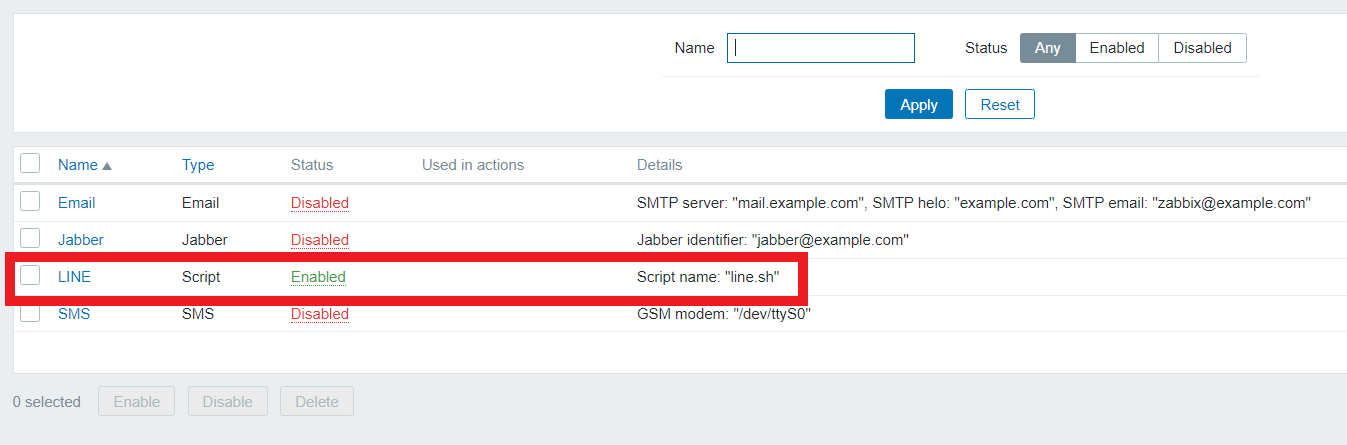 Name Status Any Enabled Disabled
Apply Reset
Name Type Status Used in actions Details
Email Email Disabled SMTP server: "mail.example.com", SMTP helo: "example.com", SMTP email: "zabbix@example.com"
Jabber Jabber Disabled Jabber identifier: "jabber@example.com"
LINE Script Enabled Script name: "line.sh"
SMS SMS Disabled GSM modem: "/dev/ttyS0"
0 selected Enable Disable Delete